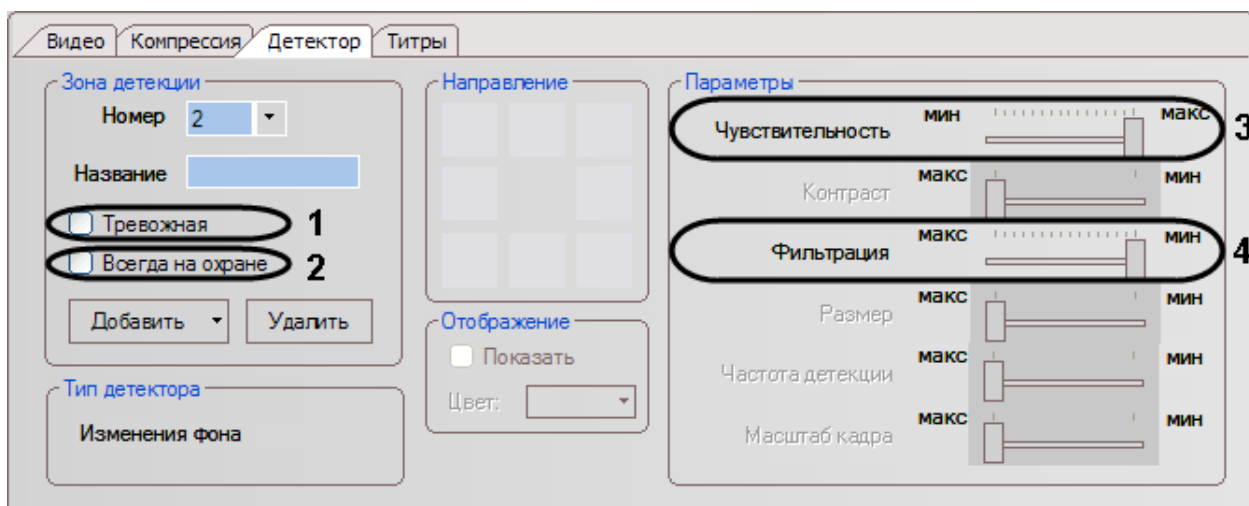 Видео Компрессия Детектор Титры
Зона детекции
Номер 2
Название
Тревожная 1
Всегда на охране 2
Добавить Удалить
Тип детектора
Изменения фона
Направление
Отображение
Показать
Цвет:
Параметры
Чувствительность мин макс 3
Контраст макс мин
Фильтрация макс мин 4
Размер макс мин
Частота детекции макс мин
Масштаб кадра макс мин